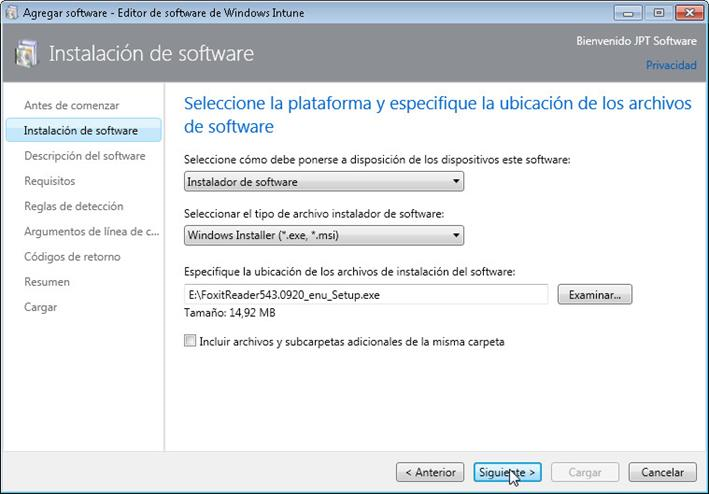 Agregar software - Editor de software de Windows Intune
Instalación de software
Bienvenido JPT Software
Privacidad
Antes de comenzar
Instalación de software
Descripción del software
Requisitos
Reglas de detección
Argumentos de línea de c...
Códigos de retorno
Resumen
Cargar
Seleccione la plataforma y especifique la ubicación de los archivos
de software
Seleccione cómo debe ponerse a disposición de los dispositivos este software:
Instalador de software
Seleccionar el tipo de archivo instalador de software:
Windows Installer (*.exe, *.msi)
Especifique la ubicación de los archivos de instalación del software:
E:\FoxitReader543.0920_enu_Setup.exe
Examinar...
Tamaño: 14,92 MB
Incluir archivos y subcarpetas adicionales de la misma carpeta
< Anterior
Siguiente >
Cargar
Cancelar